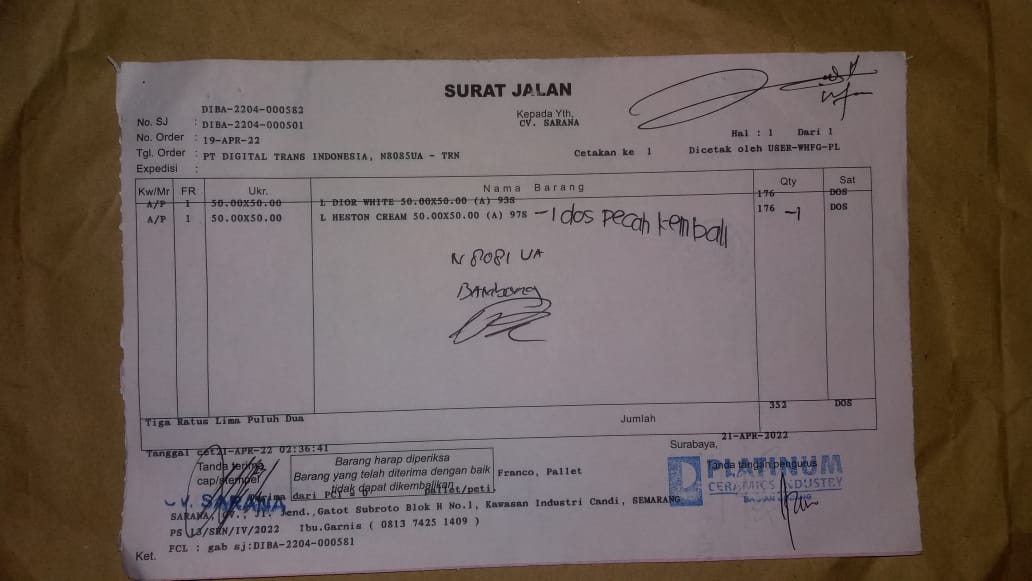 SURAT JALAN
DIBA-2204-000582
No. SJ : DIBA-2204-000501
No. Order : 19-APR-22
Tgl. Order : PT DIGITAL TRANS INDONESIA, N8085UA - TRN
Expedisi :
Kepada Yth,
CV. SARANA
Hal : 1 Dari 1
Cetakan ke 1 Dicetak oleh USER-WHFG-PL
Kw/Mr FR Ukr. Nama Barang Qty Sat
A/P 1 50.00X50.00 L DIOR WHITE 50.00X50.00 (A) 93S 176 DOS
A/P 1 50.00X50.00 L HESTON CREAM 50.00X50.00 (A) 97S 176 DOS
-1 dos pecah kembali -1
N 8081 UA
Bambang
Tiga Ratus Lima Puluh Dua Jumlah 352 DOS
Tanggal cet21-APR-22 02:36:41
Surabaya, 21-APR-2022
Tanda terima,
cap/stempel
Barang harap diperiksa
Barang yang telah diterima dengan baik
tidak dapat dikembalikan
Franco, Pallet
Tanda tangan pengurus
PLATINUM
CERAMICS INDUSTRY
CV. SARANA
Terima dari PCI = 0 Pallet/peti,
SARANA, CV., Jl. Jend.,Gatot Subroto Blok H No.1, Kawasan Industri Candi, SEMARANG
PS 13/SRN/IV/2022 Ibu.Garnis ( 0813 7425 1409 )
Ket. FCL : gab sj:DIBA-2204-000581